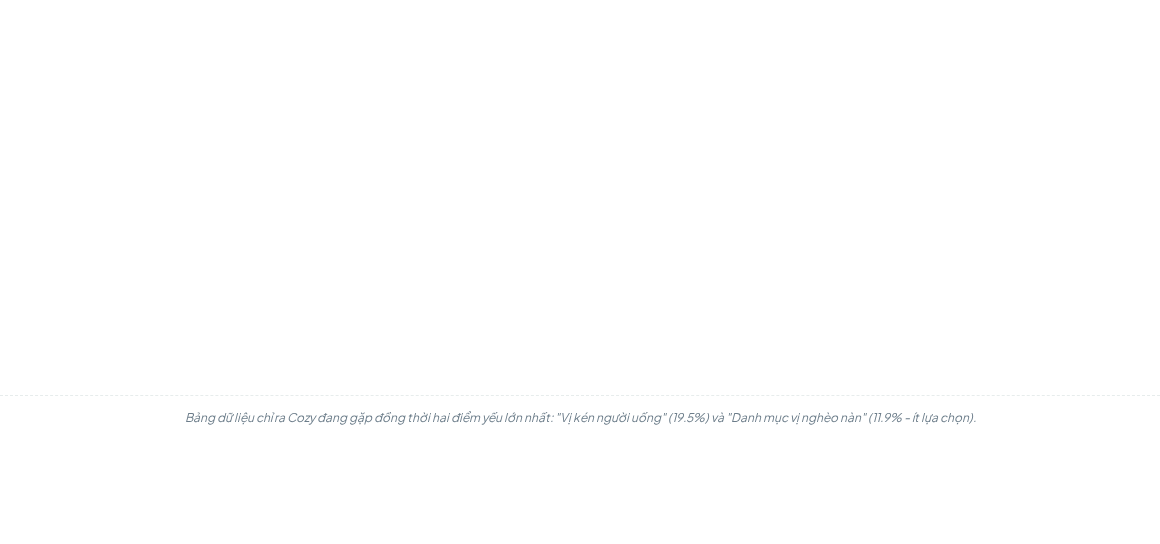 Bảng dữ liệu chỉ ra Cozy đang gặp đồng thời hai điểm yếu lớn nhất: "Vị kén người uống" (19.5%) và "Danh mục vị nghèo nàn" (11.9% - ít lựa chọn).